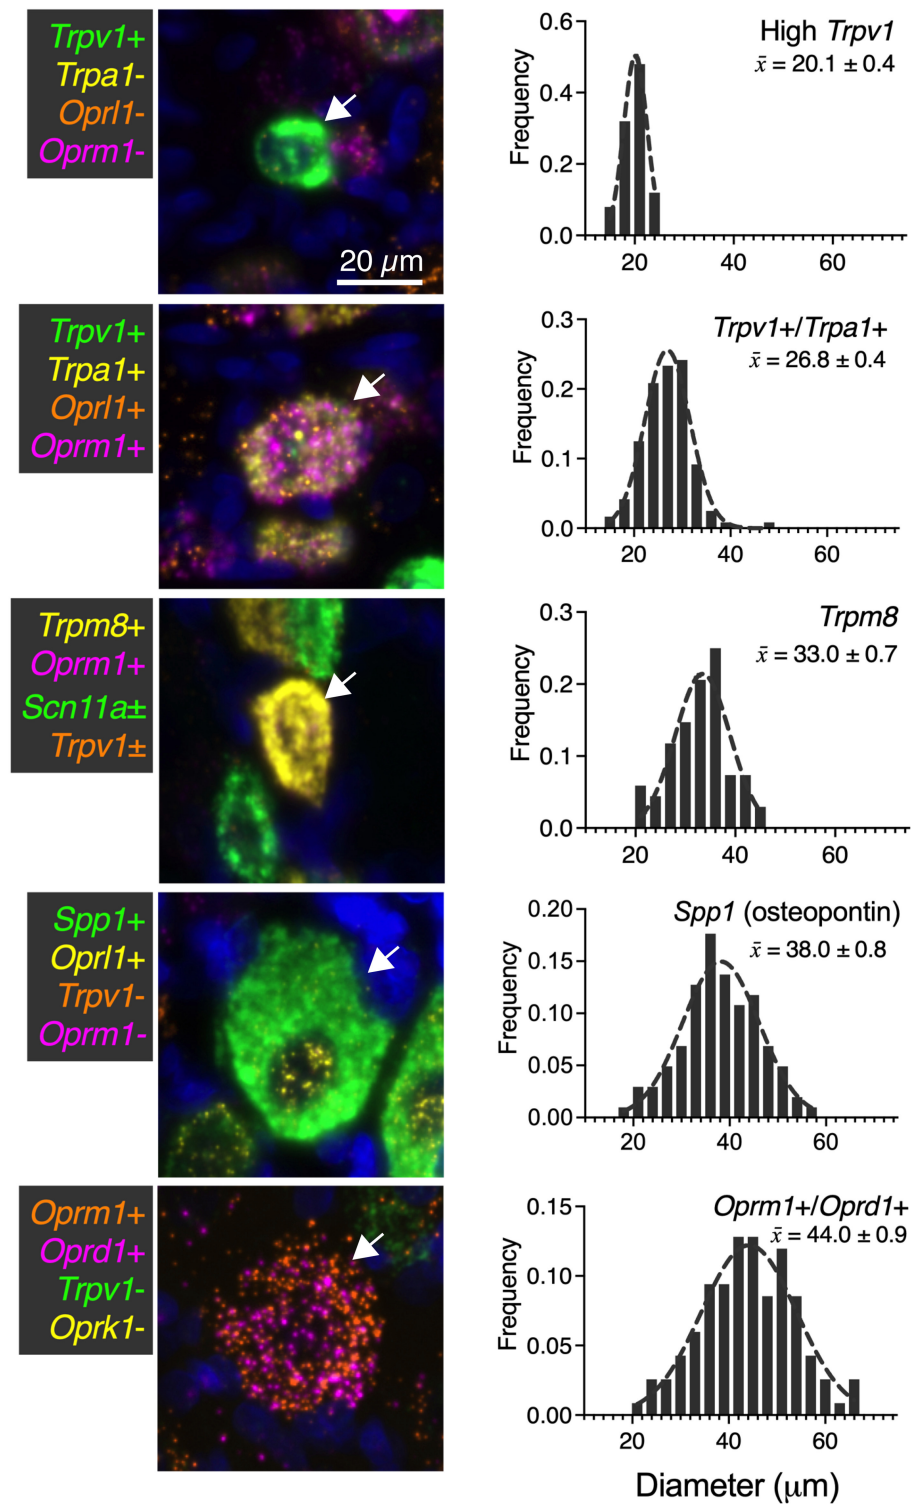 Trpv1+
Trpa1-
Oprl1-
Oprm1-
20 µm
Frequency
0.6
0.4
0.2
0.0
High Trpv1
x̄ = 20.1 ± 0.4
20 40 60
Trpv1+
Trpa1+
Oprl1+
Oprm1+
Frequency
0.3
0.2
0.1
0.0
Trpv1+/Trpa1+
x̄ = 26.8 ± 0.4
20 40 60
Trpm8+
Oprm1+
Scn11a±
Trpv1±
Frequency
0.3
0.2
0.1
0.0
Trpm8
x̄ = 33.0 ± 0.7
20 40 60
Spp1+
Oprl1+
Trpv1-
Oprm1-
Frequency
0.20
0.15
0.10
0.05
0.00
Spp1 (osteopontin)
x̄ = 38.0 ± 0.8
20 40 60
Oprm1+
Oprd1+
Trpv1-
Oprk1-
Frequency
0.15
0.10
0.05
0.00
Oprm1+/Oprd1+
x̄ = 44.0 ± 0.9
20 40 60
Diameter (µm)